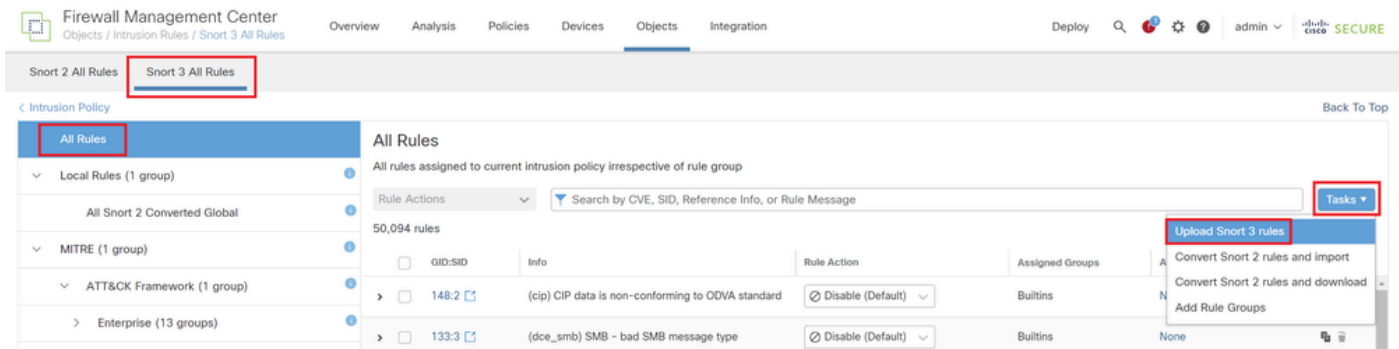 Firewall Management Center
Objects / Intrusion Rules / Snort 3 All Rules
Overview Analysis Policies Devices Objects Integration
Deploy 1 admin cisco SECURE
Snort 2 All Rules Snort 3 All Rules
Intrusion Policy Back To Top
All Rules
Local Rules (1 group)
All Snort 2 Converted Global
MITRE (1 group)
ATT&CK Framework (1 group)
Enterprise (13 groups)
All Rules
All rules assigned to current intrusion policy irrespective of rule group
Rule Actions Search by CVE, SID, Reference Info, or Rule Message Tasks
50,094 rules
Upload Snort 3 rules
Convert Snort 2 rules and import
Convert Snort 2 rules and download
Add Rule Groups
GID:SID Info Rule Action Assigned Groups
148:2 (cip) CIP data is non-conforming to ODVA standard Disable (Default) Builtins
133:3 (dce_smb) SMB - bad SMB message type Disable (Default) Builtins None